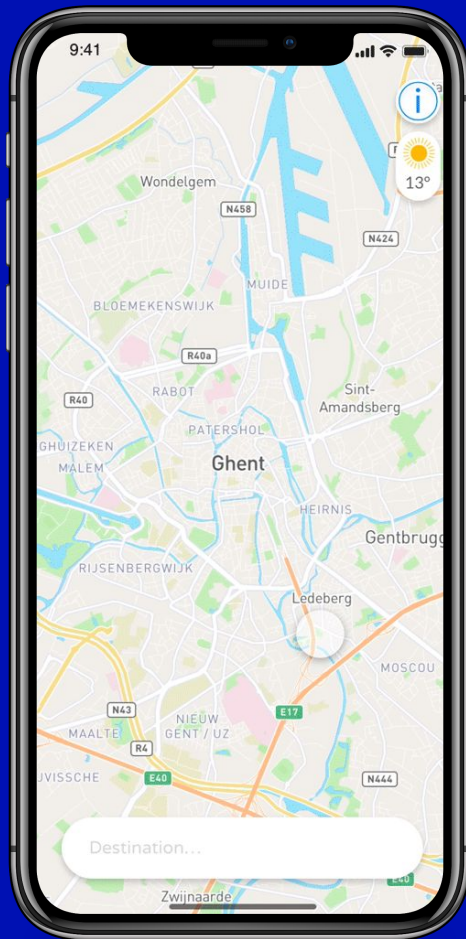 9:41
i
13°
Wondelgem
N458
N424
MUIDE
BLOEMEKENSWIJK
R40a
RABOT
R40
Sint-
Amandsberg
PATERSHOL
GHUIZEKEN
MALEM
Ghent
HEIRNIS
Gentbrugg
RIJSENBERGWIJK
Ledeberg
MOSCOU
N43
NIEUW
GENT / UZ
E17
MAALTE
R4
JVISSCHE
E40
N444
Destination...
E40
Zwijnaarde